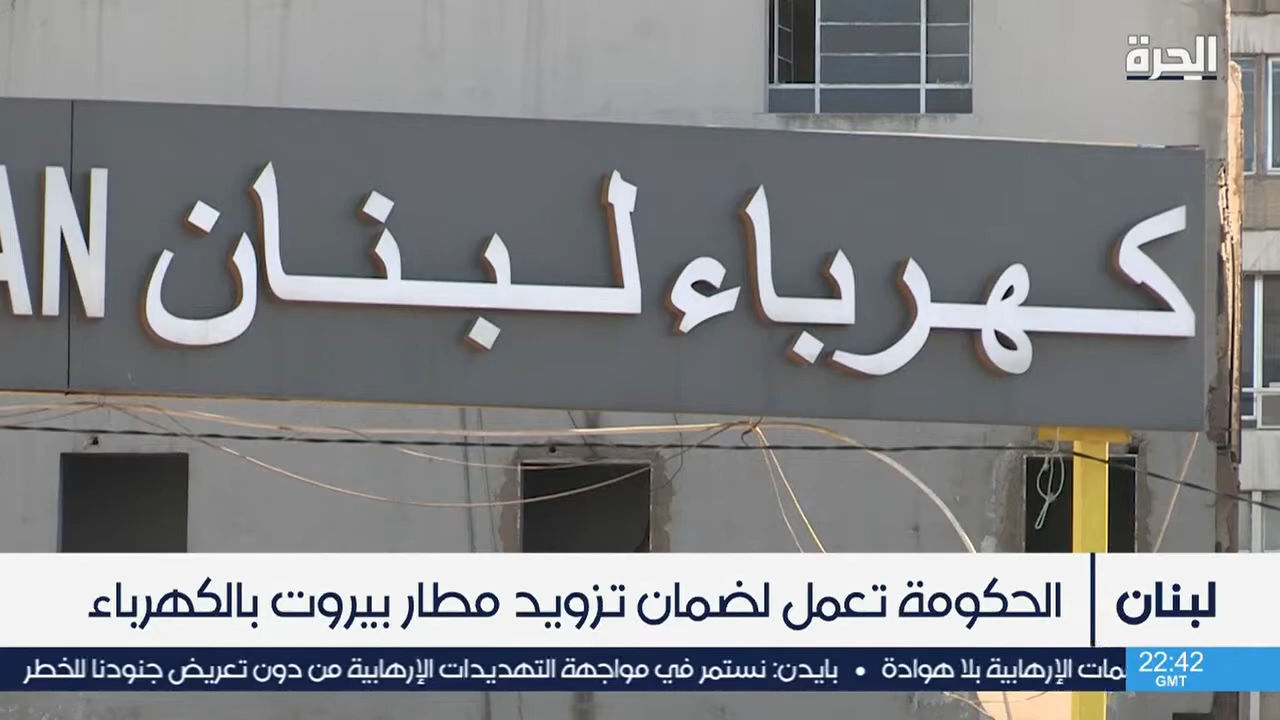 الحرة
كهرباء لبنان AN
لبنان | الحكومة تعمل لضمان تزويد مطار بيروت بالكهرباء
الإرهابية بلا هوادة • بايدن: نستمر في مواجهة التهديدات الإرهابية من دون تعريض جنودنا للخطر
22:42
GMT